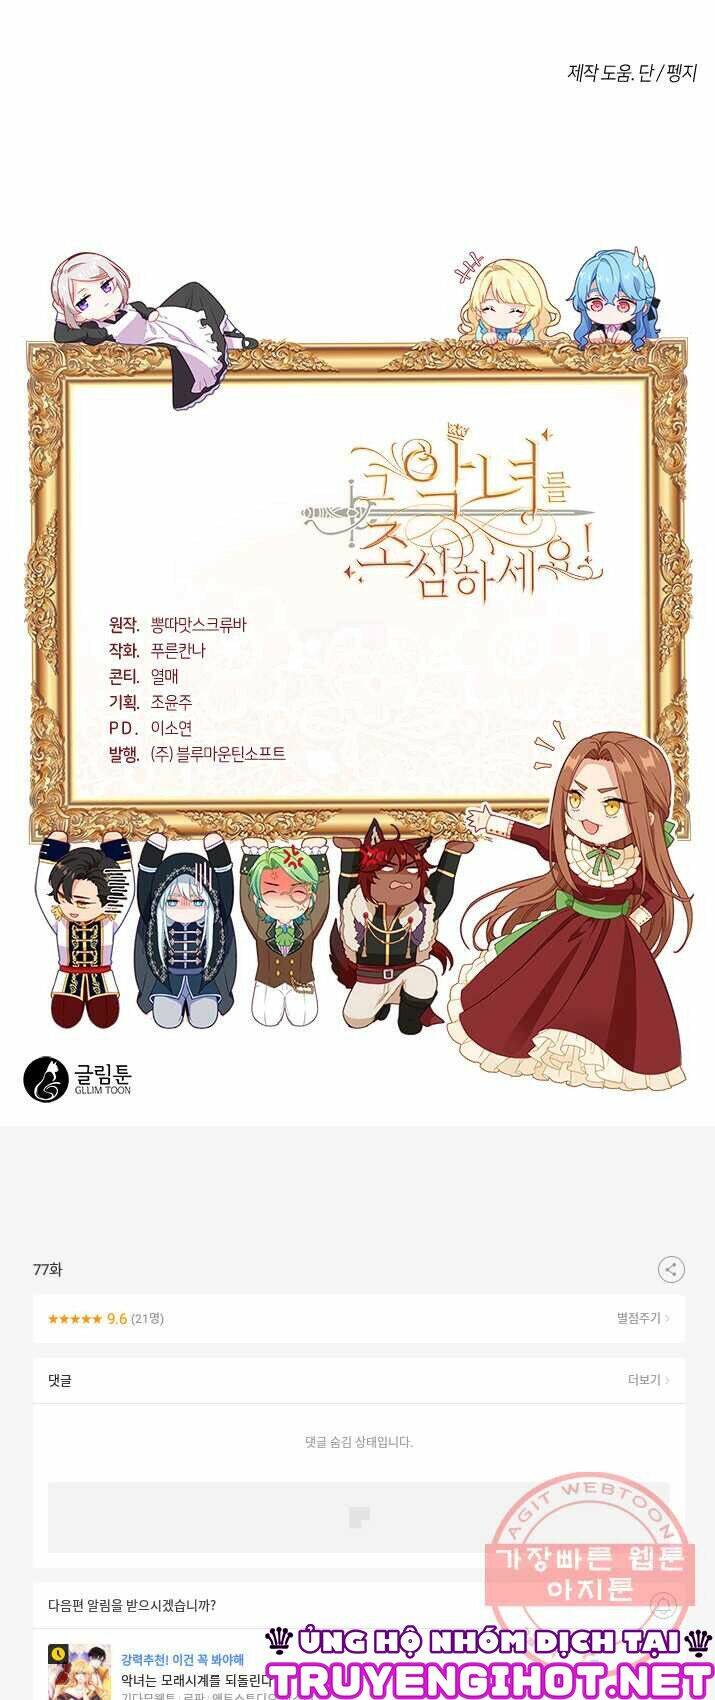 제작 도움. 단 / 펭지
그 악녀를
조심하세요!
원작. 뽕따맛스크류바
작화. 푸른칸나
콘티. 열매
기획. 조윤주
PD. 이소연
발행. (주) 블루마운틴소프트
글림툰
GLLIM TOON
77화
★★★★★ 9.6 (21명)
별점주기 >
댓글
더보기 >
댓글 숨김 상태입니다.
AGIT WEBTOON
가장빠른 웹툰
아지툰
다음편 알림을 받으시겠습니까?
강력추천! 이건 꼭 봐야해
악녀는 모래시계를 되돌린다
ỦNG HỘ NHÓM DỊCH TẠI
TRUYENGIHOT.NET